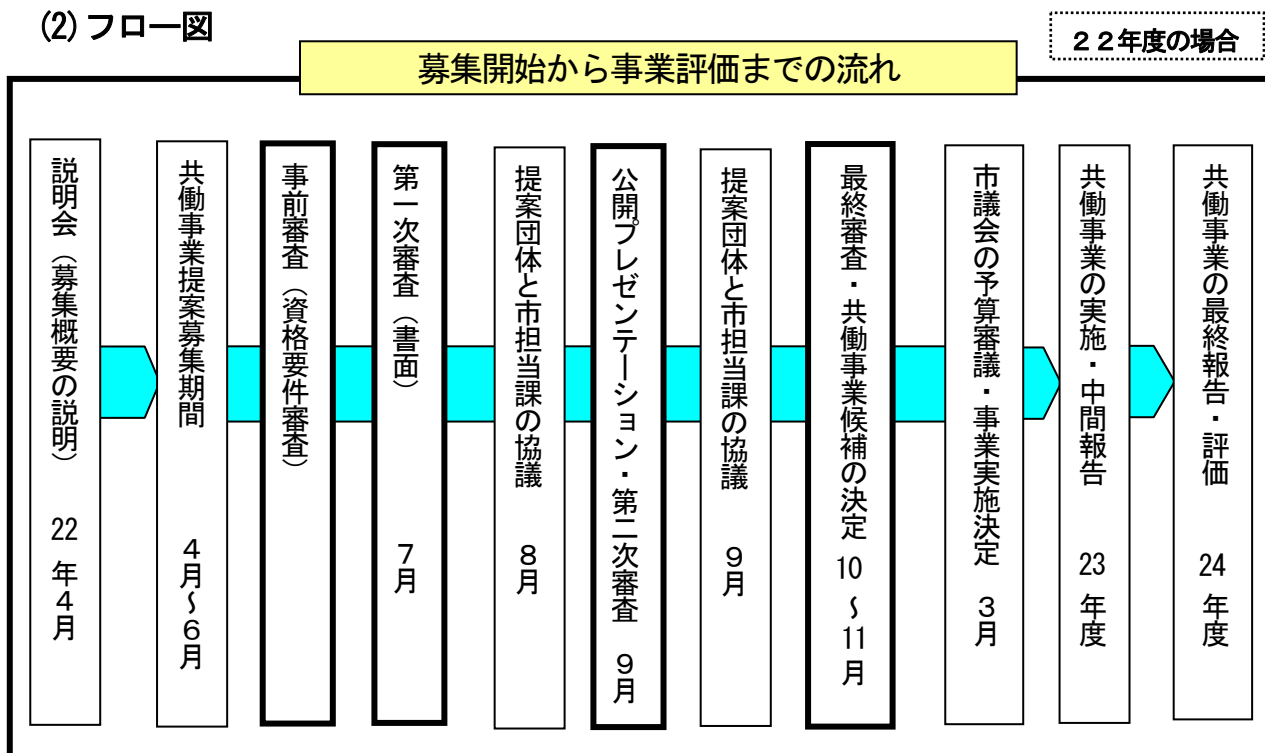 (2) フロー図
２２年度の場合
募集開始から事業評価までの流れ
説明会（募集概要の説明） 22年４月
共働事業提案募集期間 ４月～６月
事前審査（資格要件審査）
第一次審査（書面） ７月
提案団体と市担当課の協議 ８月
公開プレゼンテーション・第二次審査 ９月
提案団体と市担当課の協議 ９月
最終審査・共働事業候補の決定 10～11月
市議会の予算審議・事業実施決定 ３月
共働事業の実施・中間報告 23年度
共働事業の最終報告・評価 24年度